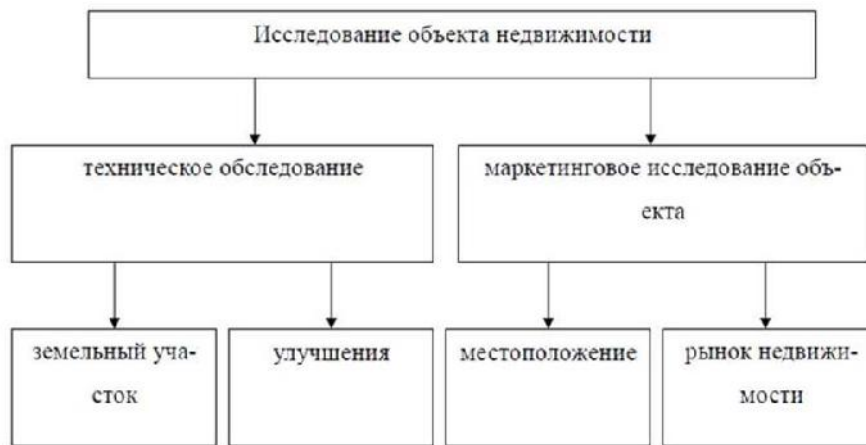 Исследование объекта недвижимости
техническое обследование
маркетинговое исследование объ-
екта
земельный уча-
сток
улучшения
местоположение
рынок недвижи-
мости